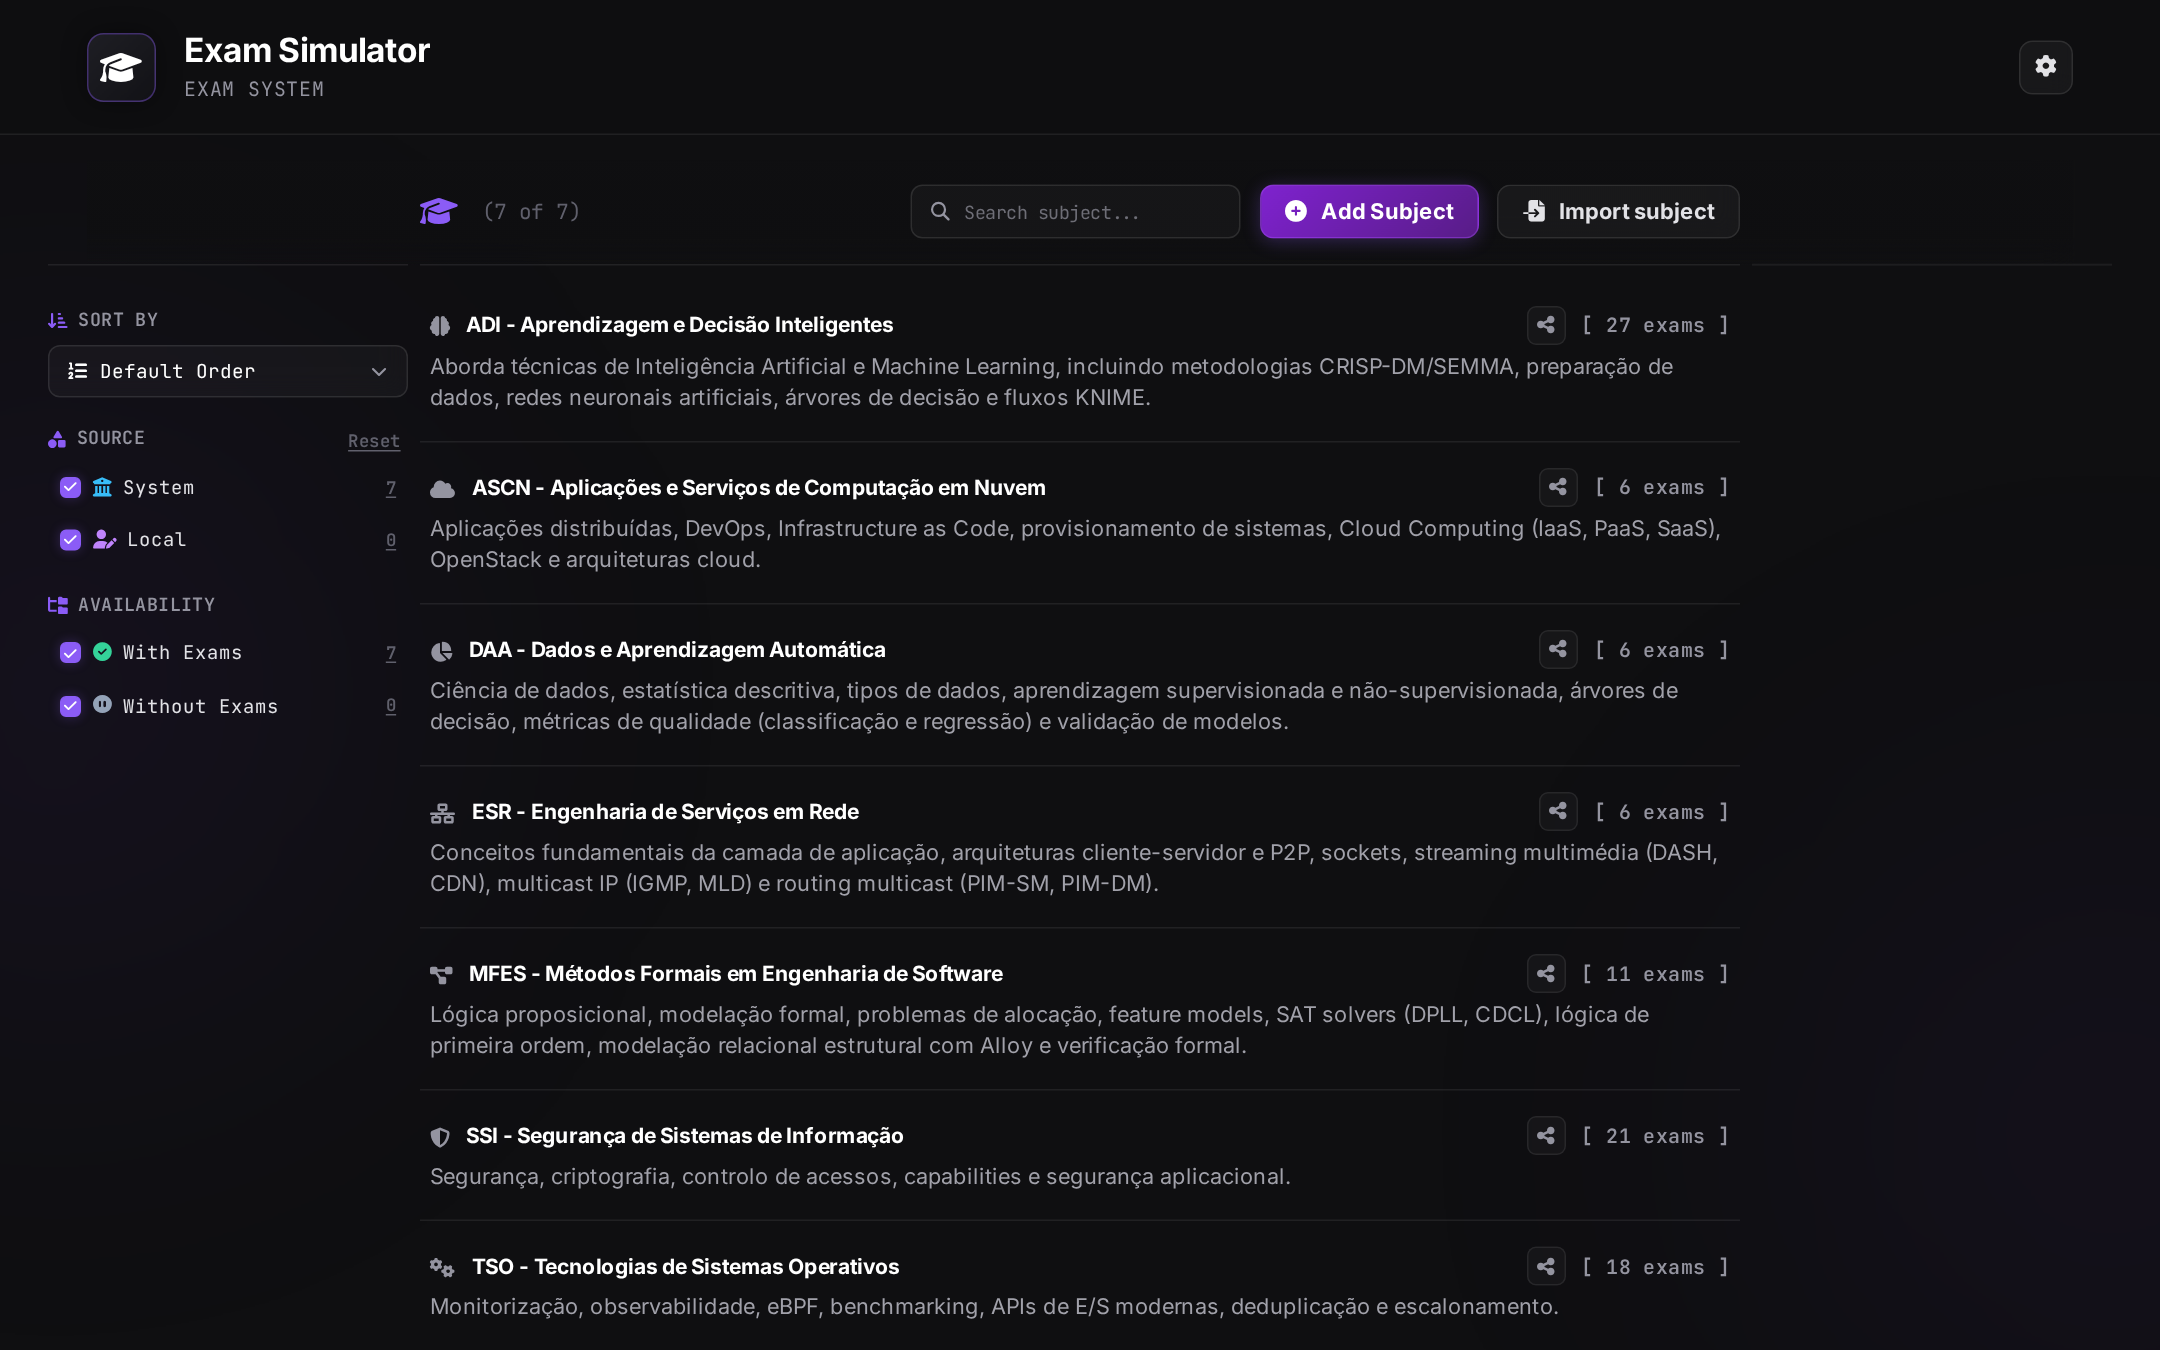 Exam Simulator
EXAM SYSTEM
(7 of 7)
Search subject...
Add Subject
Import subject
SORT BY
Default Order
SOURCE
Reset
System 7
Local 0
AVAILABILITY
With Exams 7
Without Exams 0
ADI - Aprendizagem e Decisão Inteligentes [ 27 exams ]
Aborda técnicas de Inteligência Artificial e Machine Learning, incluindo metodologias CRISP-DM/SEMMA, preparação de
dados, redes neuronais artificiais, árvores de decisão e fluxos KNIME.
ASCN - Aplicações e Serviços de Computação em Nuvem [ 6 exams ]
Aplicações distribuídas, DevOps, Infrastructure as Code, provisionamento de sistemas, Cloud Computing (IaaS, PaaS, SaaS),
OpenStack e arquiteturas cloud.
DAA - Dados e Aprendizagem Automática [ 6 exams ]
Ciência de dados, estatística descritiva, tipos de dados, aprendizagem supervisionada e não-supervisionada, árvores de
decisão, métricas de qualidade (classificação e regressão) e validação de modelos.
ESR - Engenharia de Serviços em Rede [ 6 exams ]
Conceitos fundamentais da camada de aplicação, arquiteturas cliente-servidor e P2P, sockets, streaming multimédia (DASH,
CDN), multicast IP (IGMP, MLD) e routing multicast (PIM-SM, PIM-DM).
MFES - Métodos Formais em Engenharia de Software [ 11 exams ]
Lógica proposicional, modelação formal, problemas de alocação, feature models, SAT solvers (DPLL, CDCL), lógica de
primeira ordem, modelação relacional estrutural com Alloy e verificação formal.
SSI - Segurança de Sistemas de Informação [ 21 exams ]
Segurança, criptografia, controlo de acessos, capabilities e segurança aplicacional.
TSO - Tecnologias de Sistemas Operativos [ 18 exams ]
Monitorização, observabilidade, eBPF, benchmarking, APIs de E/S modernas, deduplicação e escalonamento.